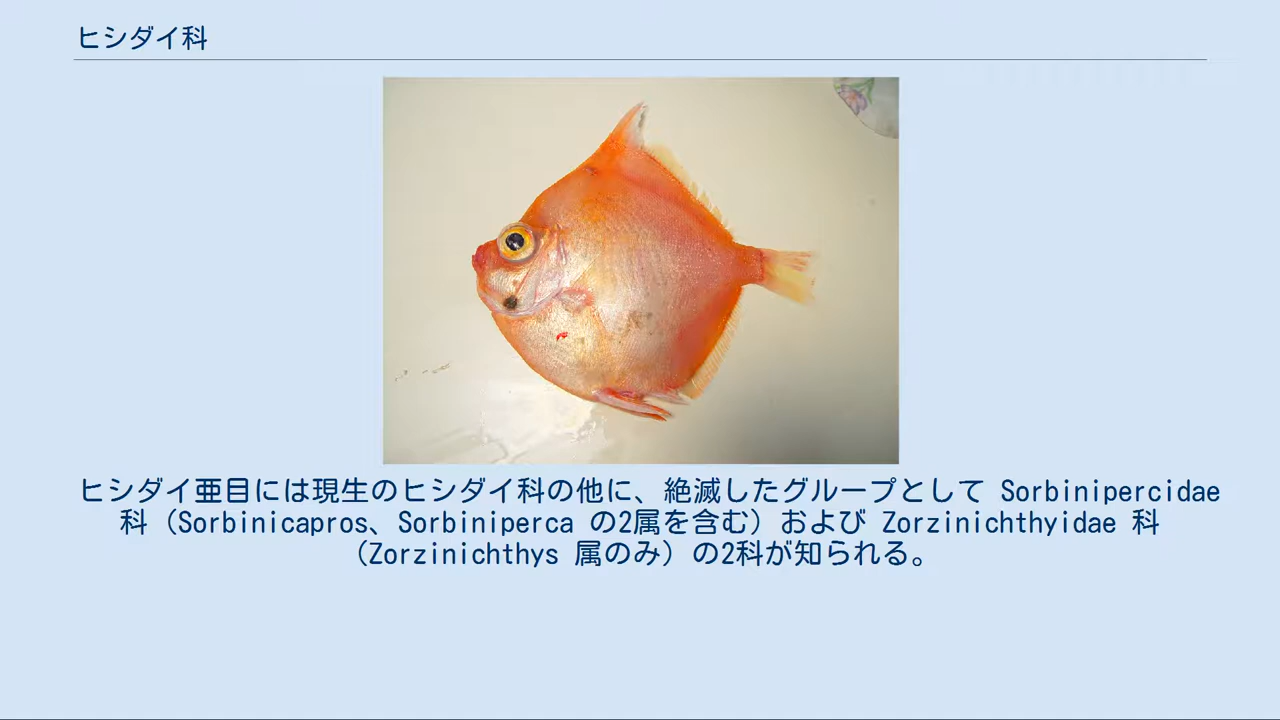 ヒシダイ科
ヒシダイ亜目には現生のヒシダイ科の他に、絶滅したグループとして Sorbinipercidae
科（Sorbinicapros、Sorbiniperca の2属を含む）および Zorzinichthyidae 科
（Zorzinichthys 属のみ）の2科が知られる。